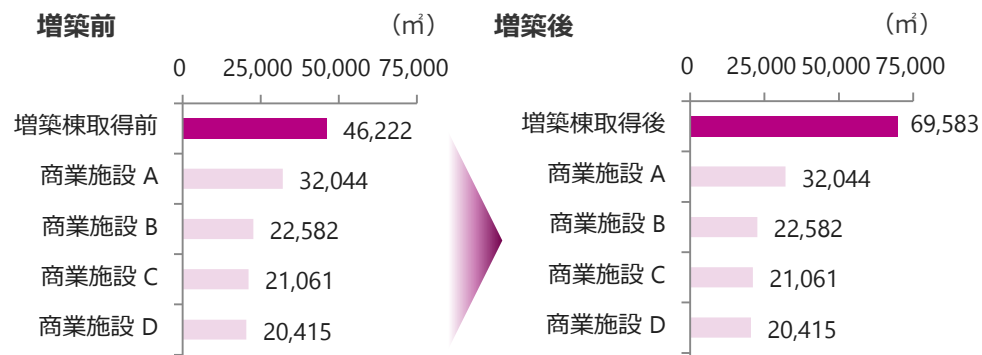 増築前 (㎡)
0 25,000 50,000 75,000
増築棟取得前 46,222
商業施設 A 32,044
商業施設 B 22,582
商業施設 C 21,061
商業施設 D 20,415
増築後 (㎡)
0 25,000 50,000 75,000
増築棟取得後 69,583
商業施設 A 32,044
商業施設 B 22,582
商業施設 C 21,061
商業施設 D 20,415